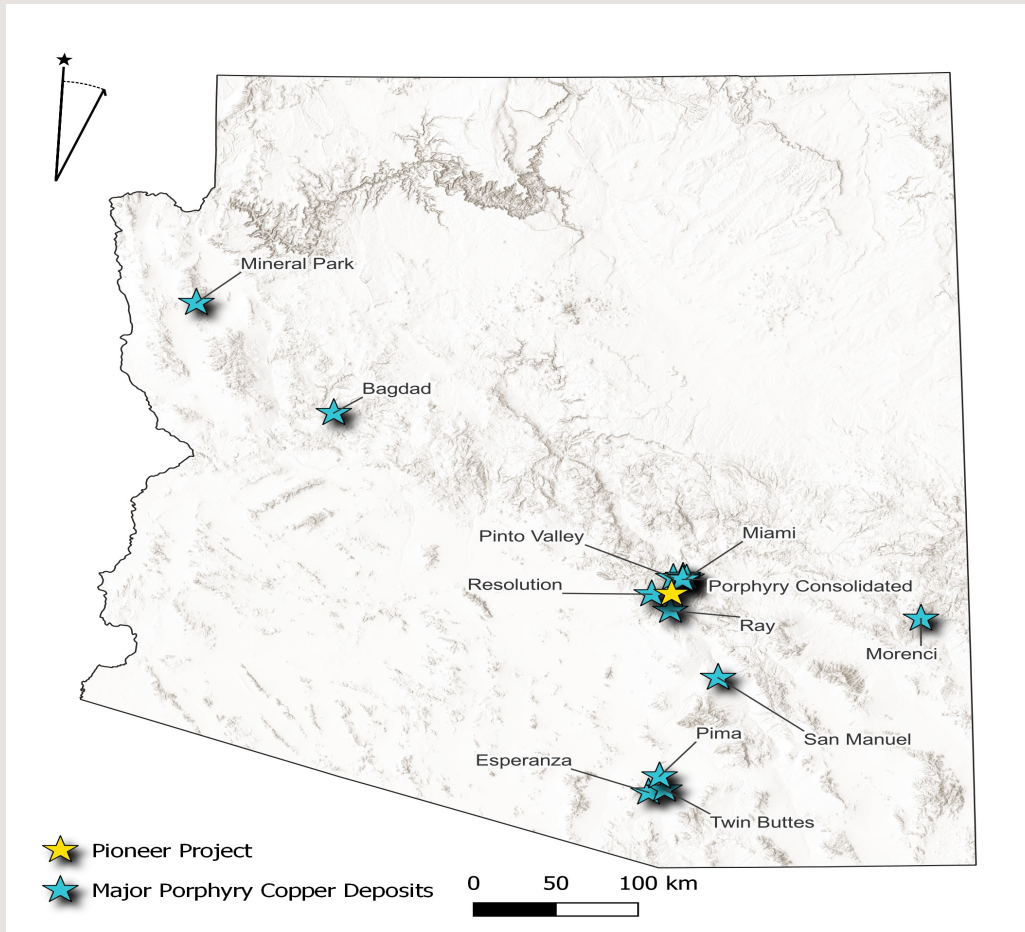 Mineral Park
Bagdad
Pinto Valley
Miami
Resolution
Porphyry Consolidated
Ray
Morenci
San Manuel
Pima
Esperanza
Twin Buttes
Pioneer Project
Major Porphyry Copper Deposits
0 50 100 km